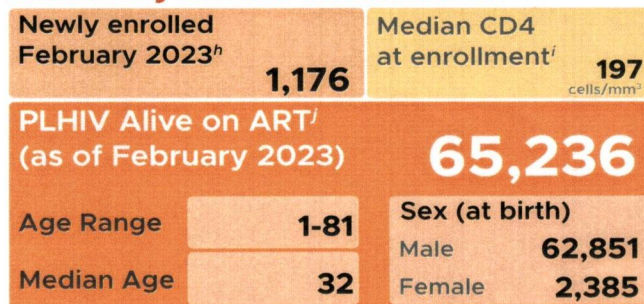 Newly enrolled
February 2023ʰ
1,176
Median CD4
at enrollmentⁱ
197
cells/mm³
PLHIV Alive on ARTʲ
(as of February 2023)
65,236
Age Range 1-81
Median Age 32
Sex (at birth)
Male 62,851
Female 2,385